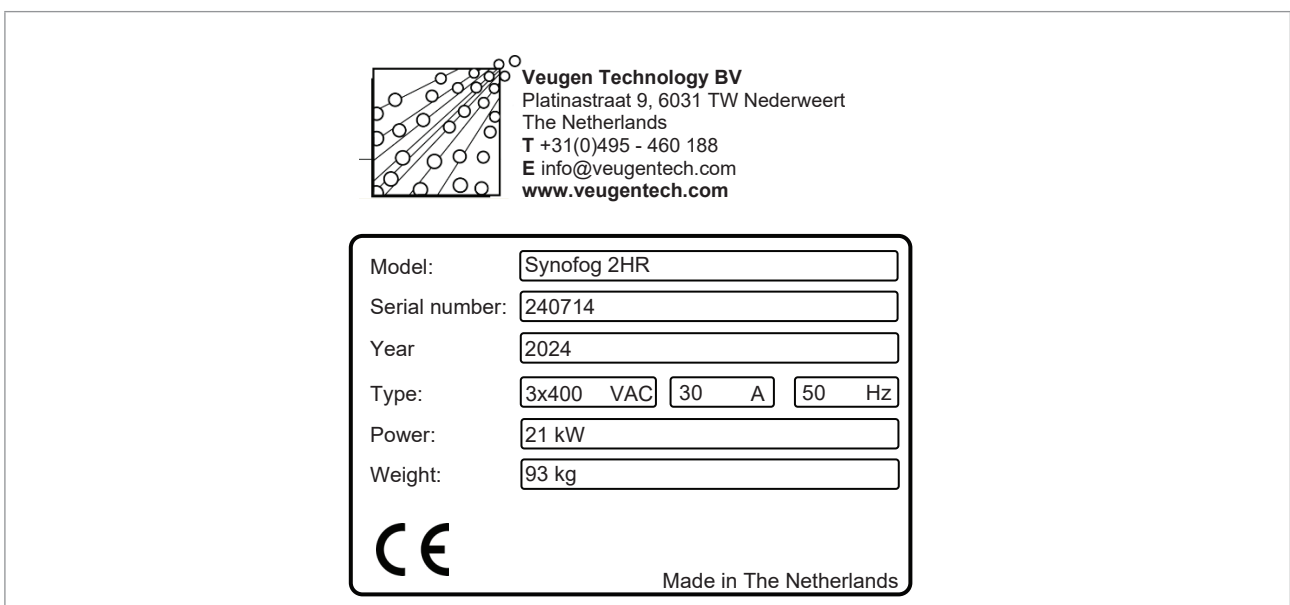 Veugen Technology BV
Platinastraat 9, 6031 TW Nederweert
The Netherlands
T +31(0)495 - 460 188
E info@veugentech.com
www.veugentech.com
Model: Synofog 2HR
Serial number: 240714
Year 2024
Type: 3x400 VAC 30 A 50 Hz
Power: 21 kW
Weight: 93 kg
CE
Made in The Netherlands